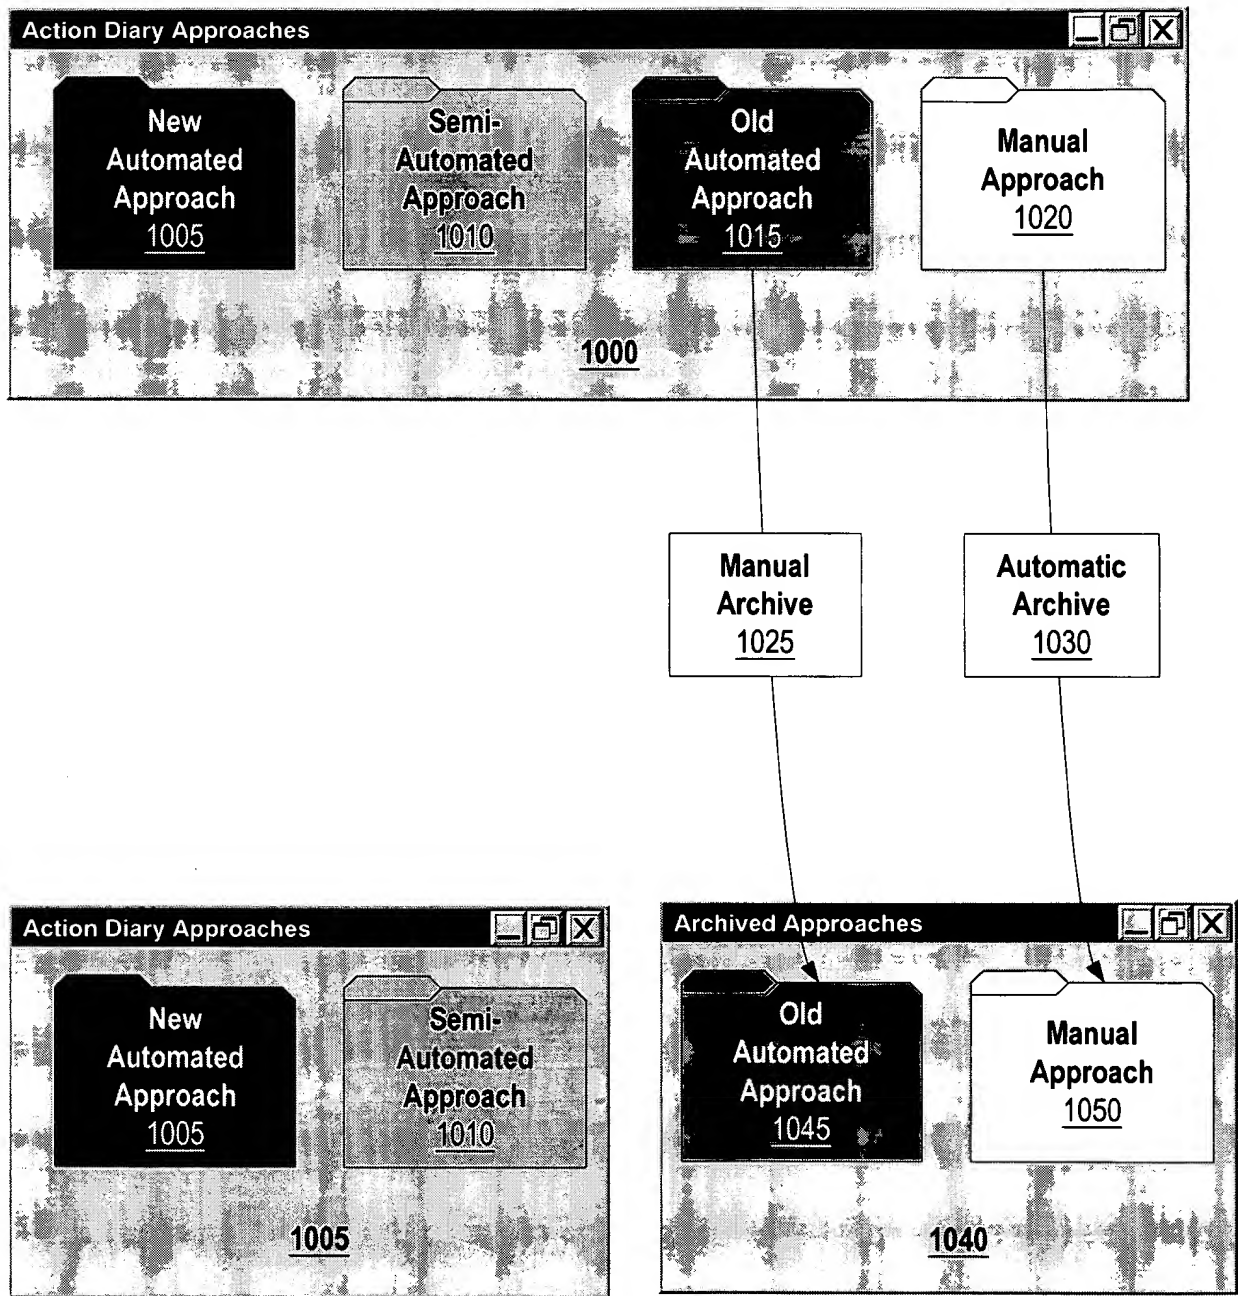 Action Diary Approaches
New
Automated
Approach
1005
Semi-
Automated
Approach
1010
Old
Automated
Approach
1015
Manual
Approach
1020
1000
Manual
Archive
1025
Automatic
Archive
1030
Action Diary Approaches
New
Automated
Approach
1005
Semi-
Automated
Approach
1010
1005
Archived Approaches
Old
Automated
Approach
1045
Manual
Approach
1050
1040